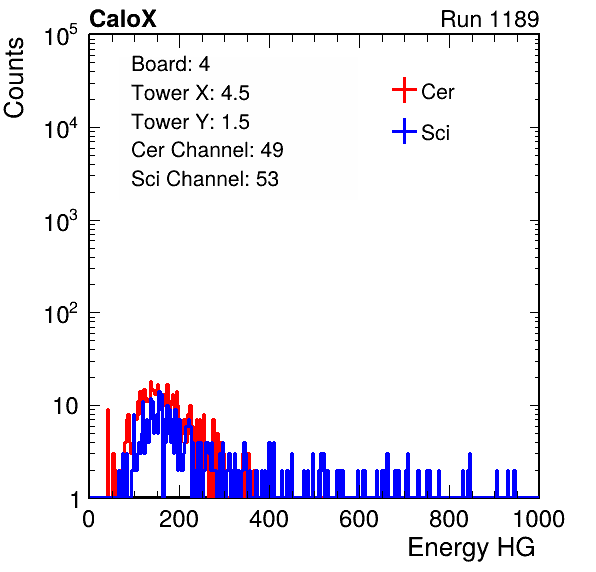 CaloX Run 1189
Counts
10^5
10^4
10^3
10^2
10
1
Board: 4
Tower X: 4.5
Tower Y: 1.5
Cer Channel: 49
Sci Channel: 53
Cer
Sci
0 200 400 600 800 1000
Energy HG